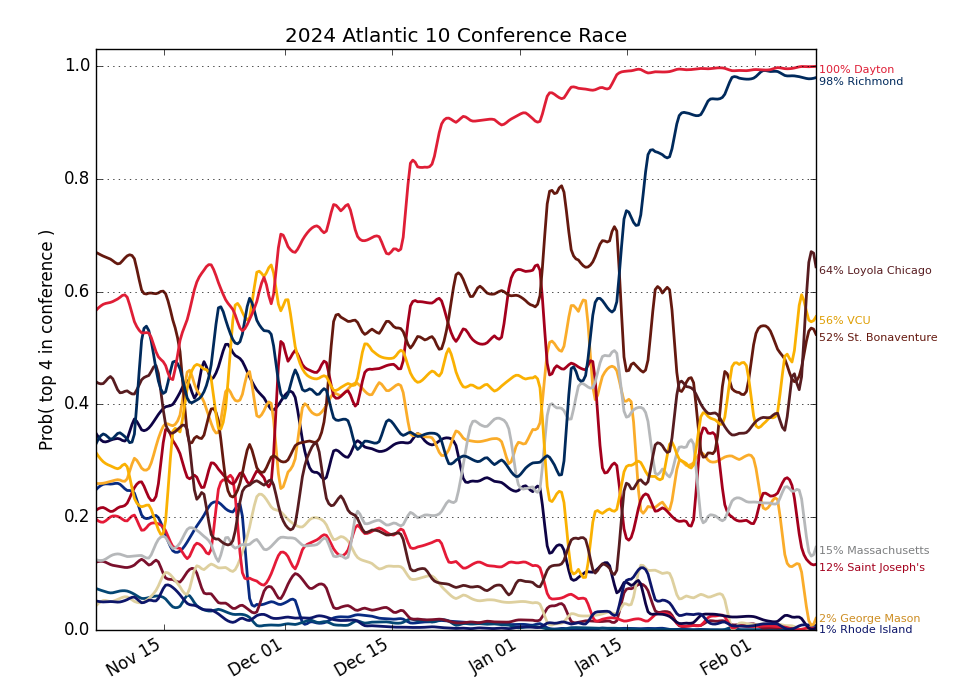 2024 Atlantic 10 Conference Race
Prob( top 4 in conference )
1.0
0.8
0.6
0.4
0.2
0.0
Nov 15
Dec 01
Dec 15
Jan 01
Jan 15
Feb 01
100% Dayton
98% Richmond
64% Loyola Chicago
56% VCU
52% St. Bonaventure
15% Massachusetts
12% Saint Joseph's
2% George Mason
1% Rhode Island